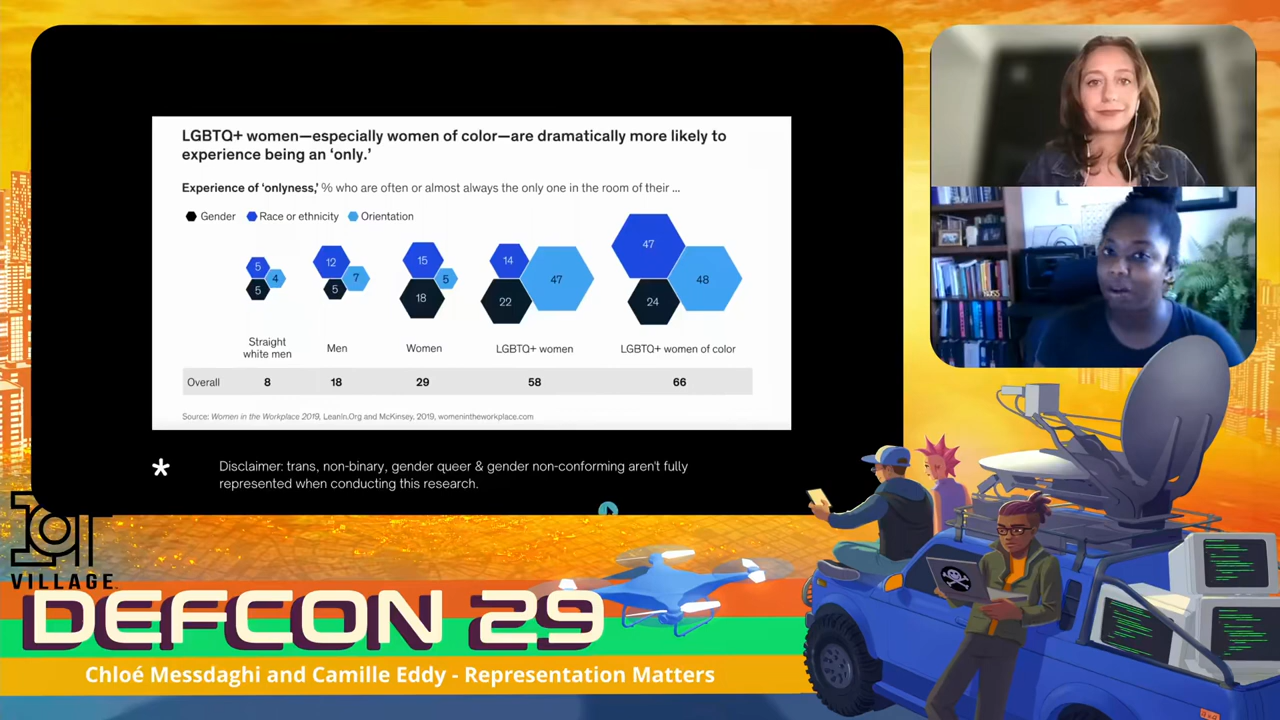 LGBTQ+ women—especially women of color—are dramatically more likely to
experience being an ‘only.’
Experience of ‘onlyness,’ % who are often or almost always the only one in the room of their ...
Gender Race or ethnicity Orientation
5 4 5
12 7 5
15 5 18
14 47 22
47 48 24
Straight
white men
Men
Women
LGBTQ+ women
LGBTQ+ women of color
Overall 8 18 29 58 66
Source: Women in the Workplace 2019, LeanIn.Org and McKinsey, 2019, womenintheworkplace.com
* Disclaimer: trans, non-binary, gender queer & gender non-conforming aren't fully
represented when conducting this research.
VILLAGE
DEFCON 29
Chloé Messdaghi and Camille Eddy - Representation Matters